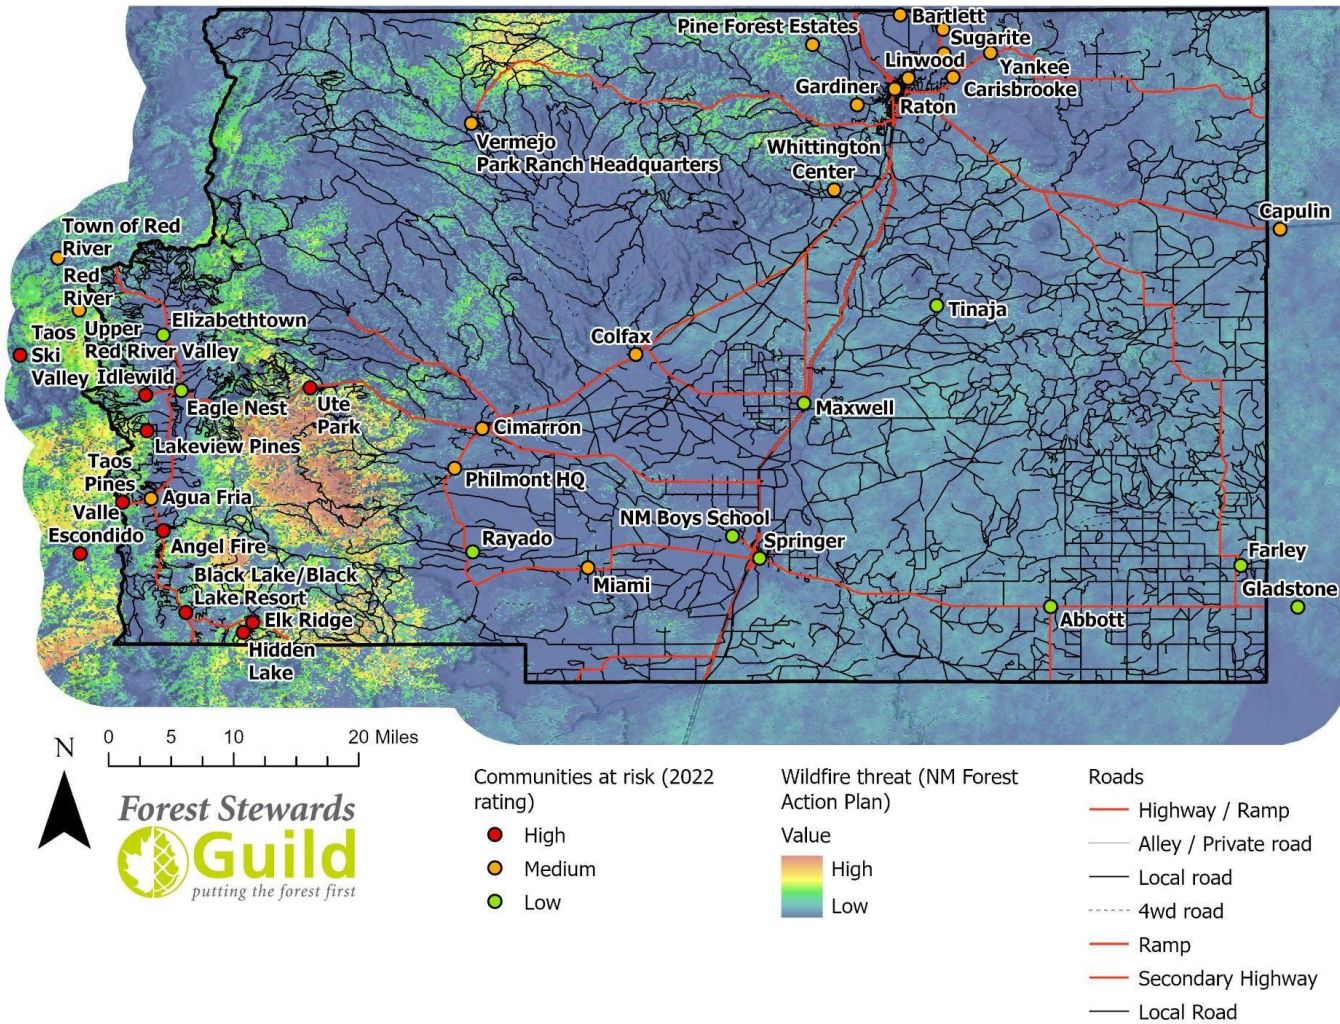 Bartlett
Pine Forest Estates
Sugarite
Linwood
Yankee
Gardiner
Carisbrooke
Raton
Vermejo
Park Ranch Headquarters
Whittington
Center
Capulin
Town of Red
River
Red
River
Tinaja
Elizabethtown
Taos
Ski
Valley
Upper
Red River Valley
Colfax
Idlewild
Eagle Nest
Ute
Park
Maxwell
Cimarron
Lakeview Pines
Taos
Pines
Philmont HQ
Agua Fria
Valle
Escondido
NM Boys School
Rayado
Springer
Angel Fire
Farley
Black Lake/Black
Lake Resort
Miami
Gladstone
Elk Ridge
Abbott
Hidden
Lake
N
0 5 10 20 Miles
Forest Stewards
Guild
putting the forest first
Communities at risk (2022
rating)
High
Medium
Low
Wildfire threat (NM Forest
Action Plan)
Value
High
Low
Roads
Highway / Ramp
Alley / Private road
Local road
4wd road
Ramp
Secondary Highway
Local Road